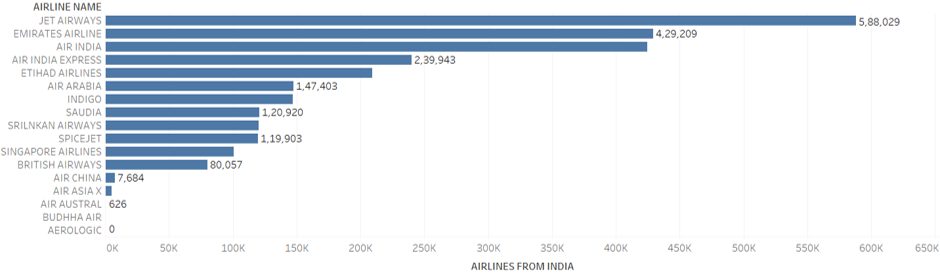 AIRLINE NAME
JET AIRWAYS 5,88,029
EMIRATES AIRLINE 4,29,209
AIR INDIA
AIR INDIA EXPRESS 2,39,943
ETIHAD AIRLINES
AIR ARABIA 1,47,403
INDIGO
SAUDIA 1,20,920
SRILNKAN AIRWAYS
SPICEJET 1,19,903
SINGAPORE AIRLINES
BRITISH AIRWAYS 80,057
AIR CHINA 7,684
AIR ASIA X
AIR AUSTRAL 626
BUDHHA AIR
AEROLOGIC 0
0K 50K 100K 150K 200K 250K 300K 350K 400K 450K 500K 550K 600K 650K
AIRLINES FROM INDIA